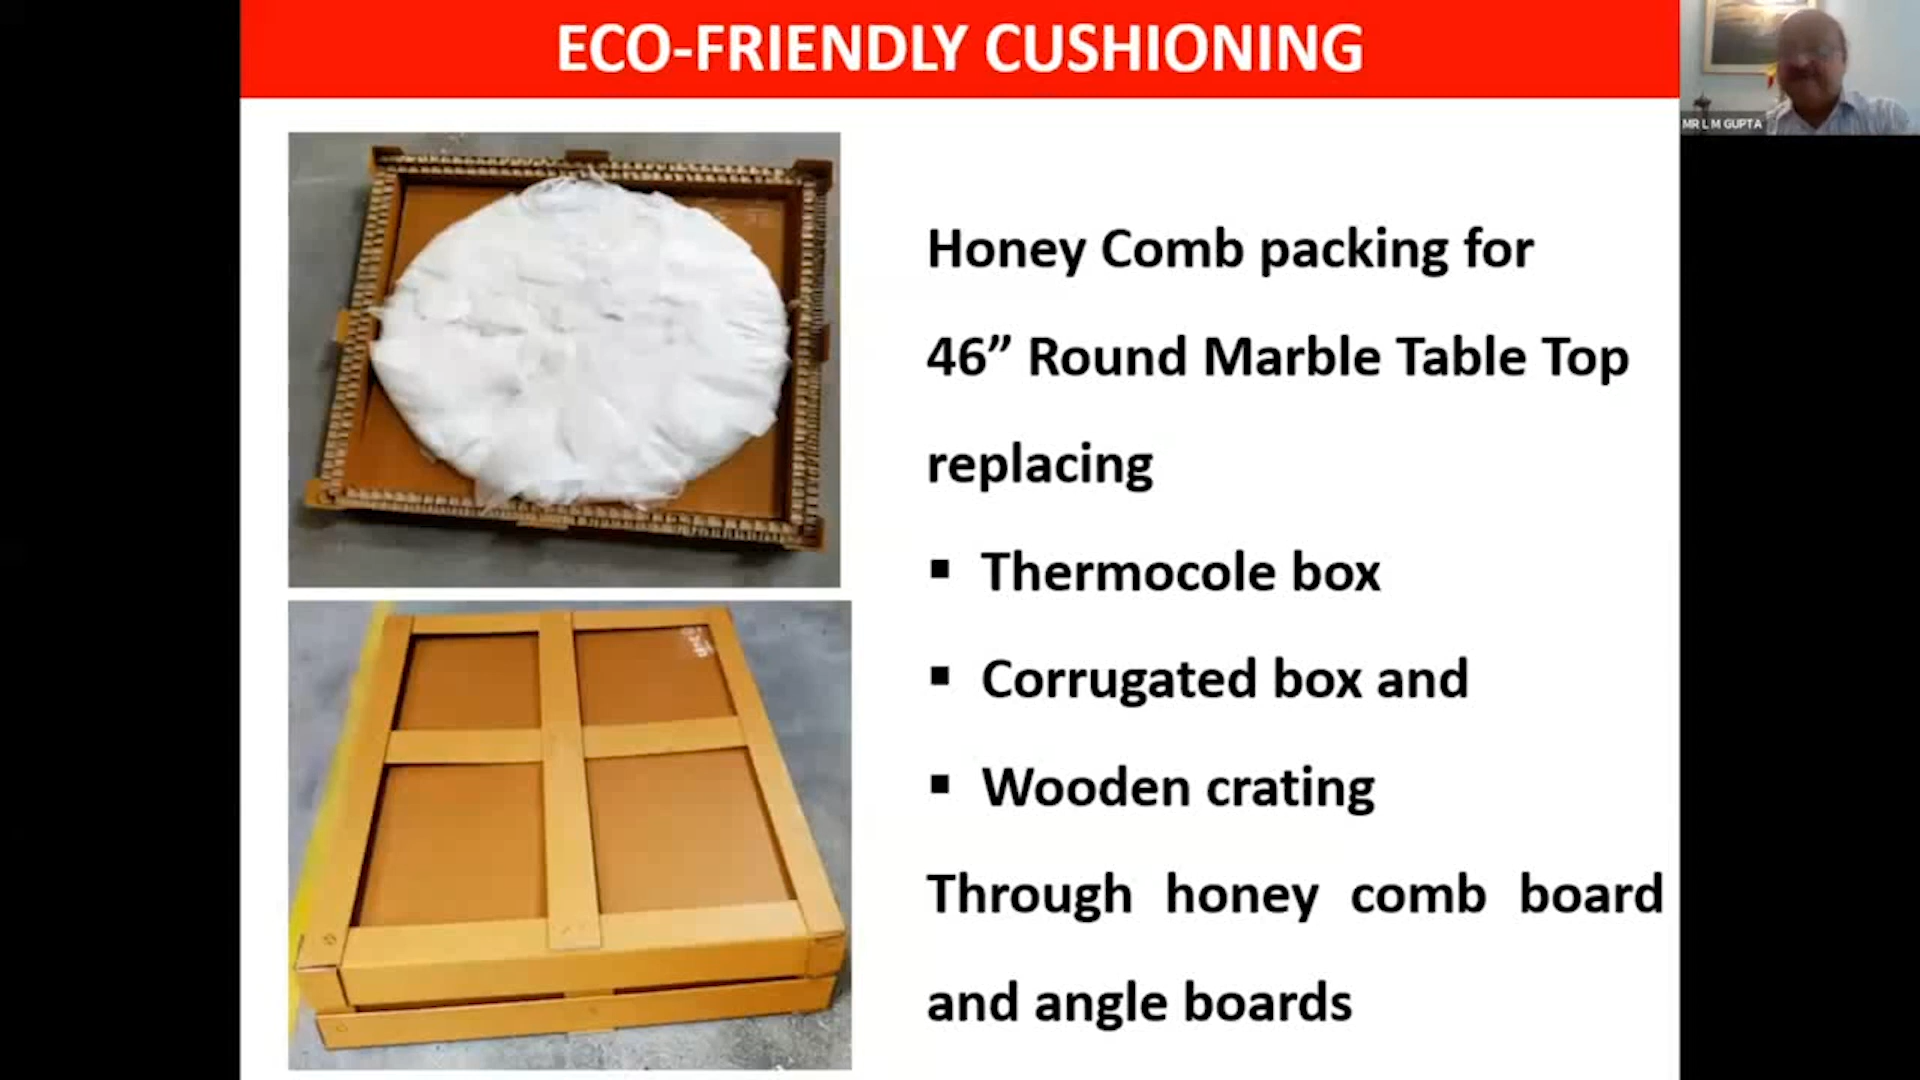 ECO-FRIENDLY CUSHIONING
MR L M GUPTA
Honey Comb packing for
46” Round Marble Table Top
replacing
▪ Thermocole box
▪ Corrugated box and
▪ Wooden crating
Through honey comb board
and angle boards